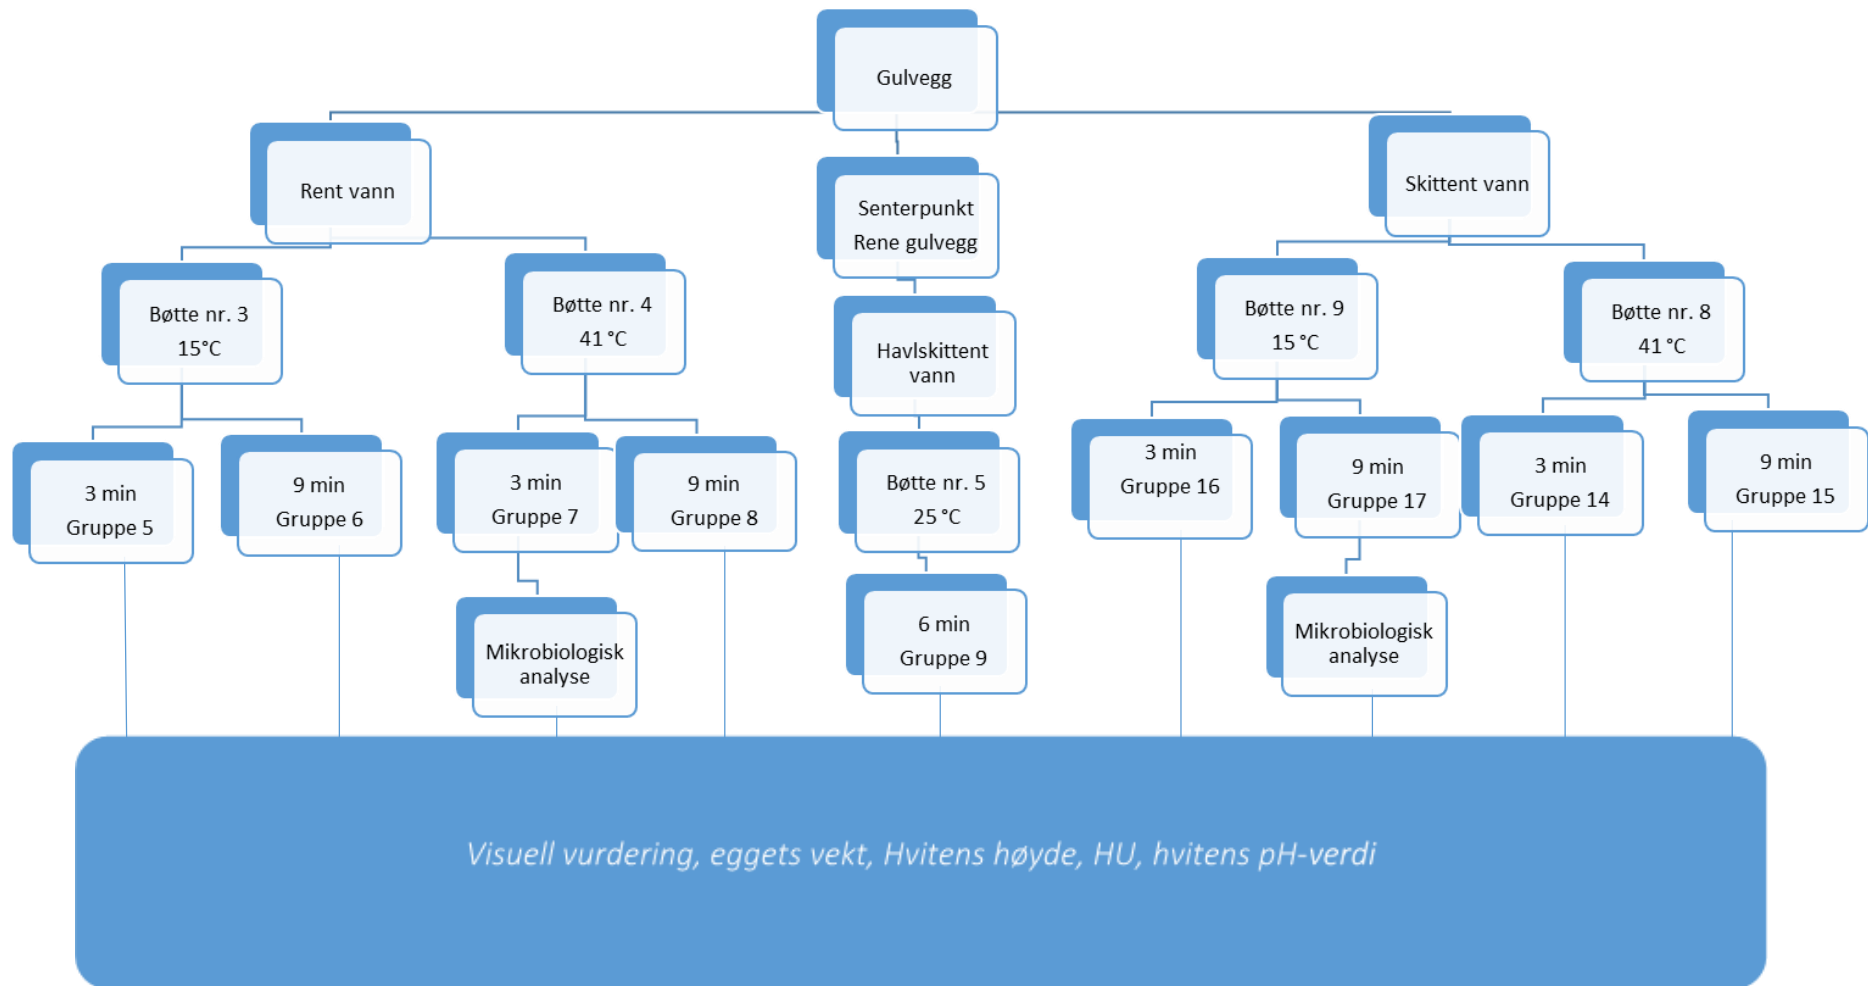 Gulvegg
Rent vann
Senterpunkt
Rene gulvegg
Skittent vann
Bøtte nr. 3
15°C
Bøtte nr. 4
41 °C
Havlskittent
vann
Bøtte nr. 9
15 °C
Bøtte nr. 8
41 °C
3 min
Gruppe 5
9 min
Gruppe 6
3 min
Gruppe 7
9 min
Gruppe 8
Bøtte nr. 5
25 °C
3 min
Gruppe 16
9 min
Gruppe 17
3 min
Gruppe 14
9 min
Gruppe 15
Mikrobiologisk
analyse
6 min
Gruppe 9
Mikrobiologisk
analyse
Visuell vurdering, eggets vekt, Hvitens høyde, HU, hvitens pH-verdi